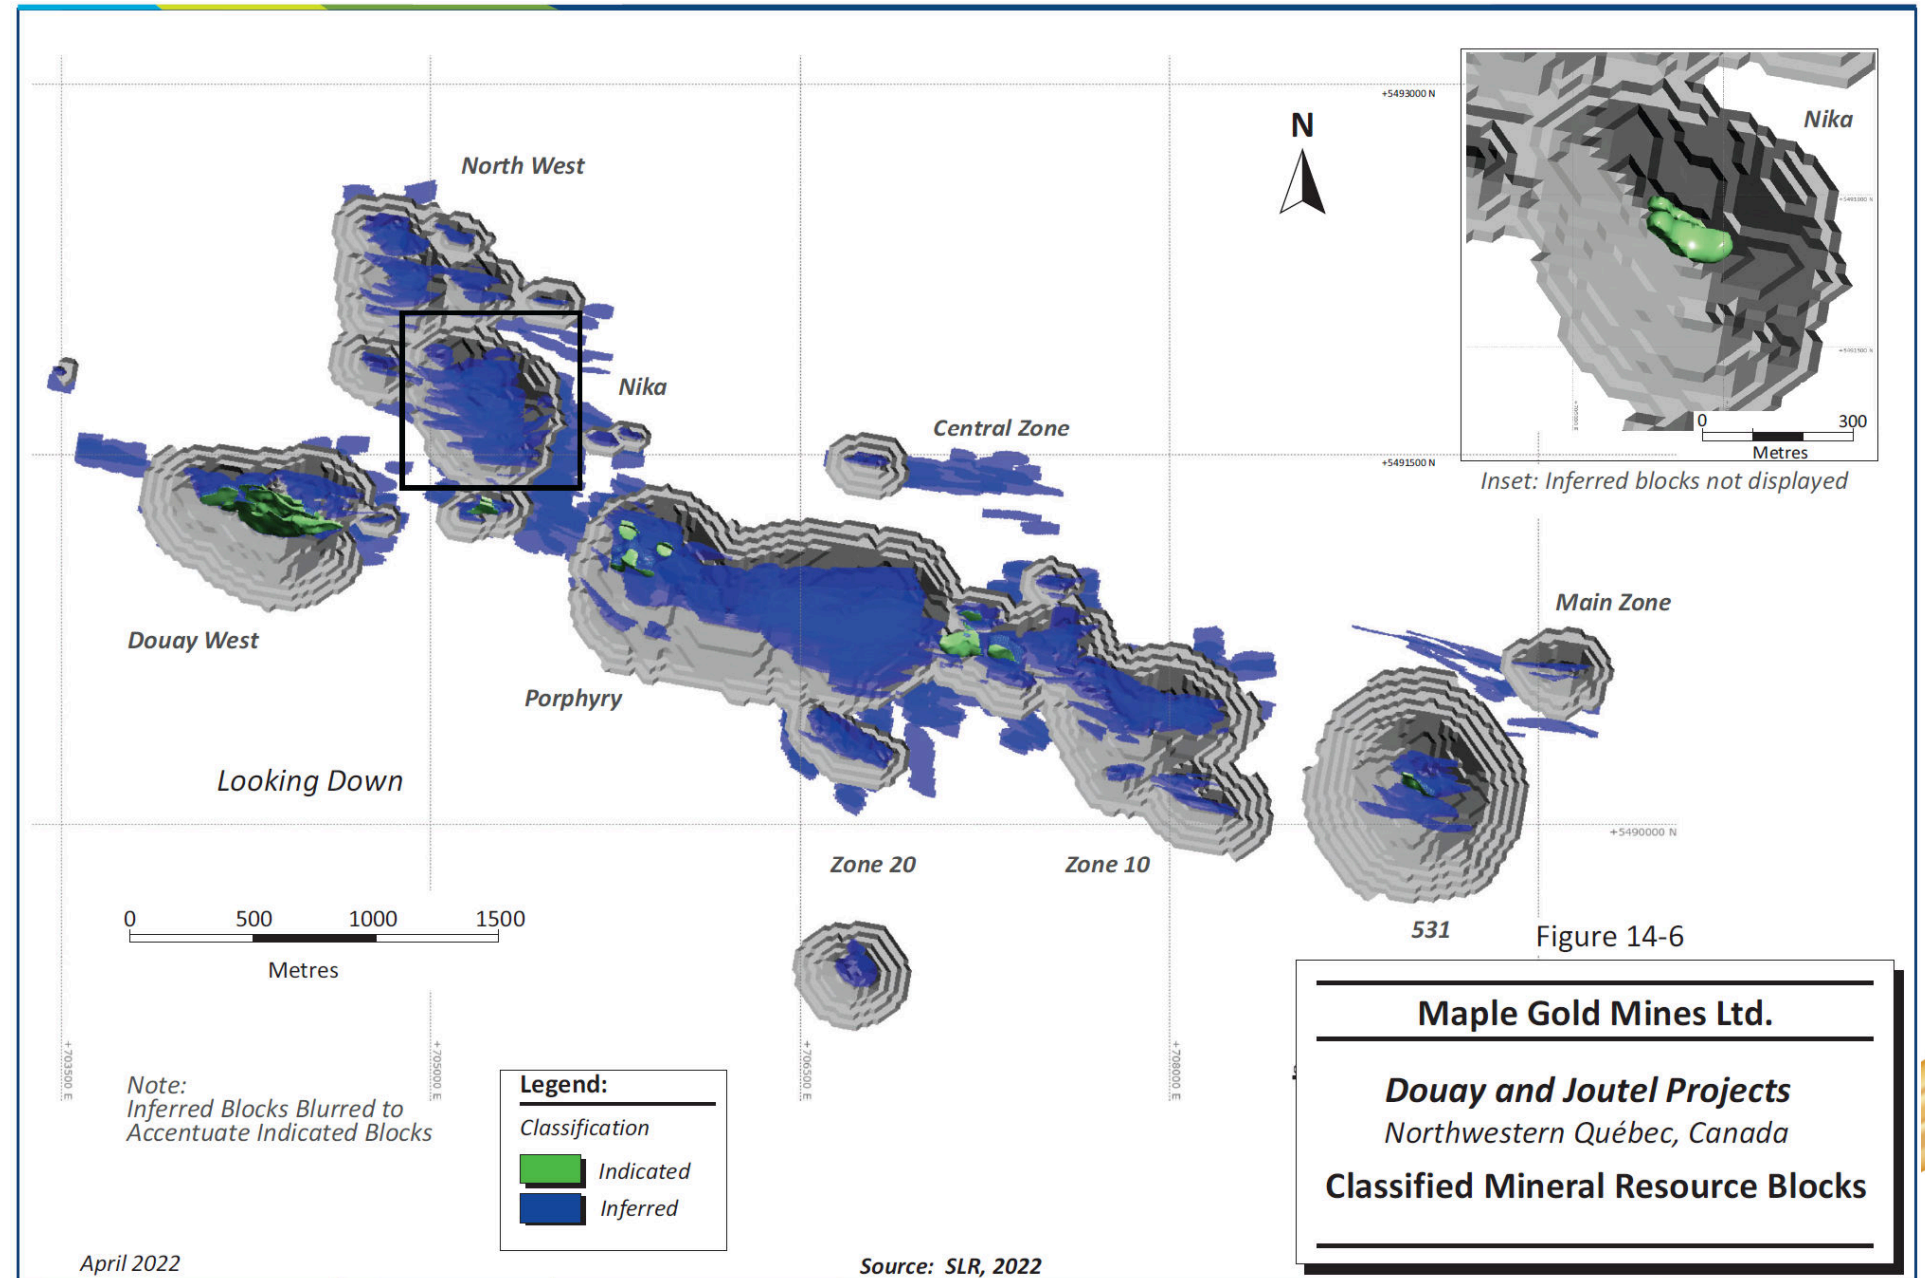 +5493000 N
N
Nika
North West
+5493000 N
+5491500 N
0 300
Metres
Inset: Inferred blocks not displayed
Nika
Central Zone
+5491500 N
Main Zone
Douay West
Porphyry
Looking Down
+5490000 N
Zone 20
Zone 10
531
0 500 1000 1500
Metres
Figure 14-6
Maple Gold Mines Ltd.
Douay and Joutel Projects
Northwestern Québec, Canada
Classified Mineral Resource Blocks
+703500 E
+705000 E
+706500 E
+708000 E
Note:
Inferred Blocks Blurred to
Accentuate Indicated Blocks
Legend:
Classification
Indicated
Inferred
April 2022
Source: SLR, 2022